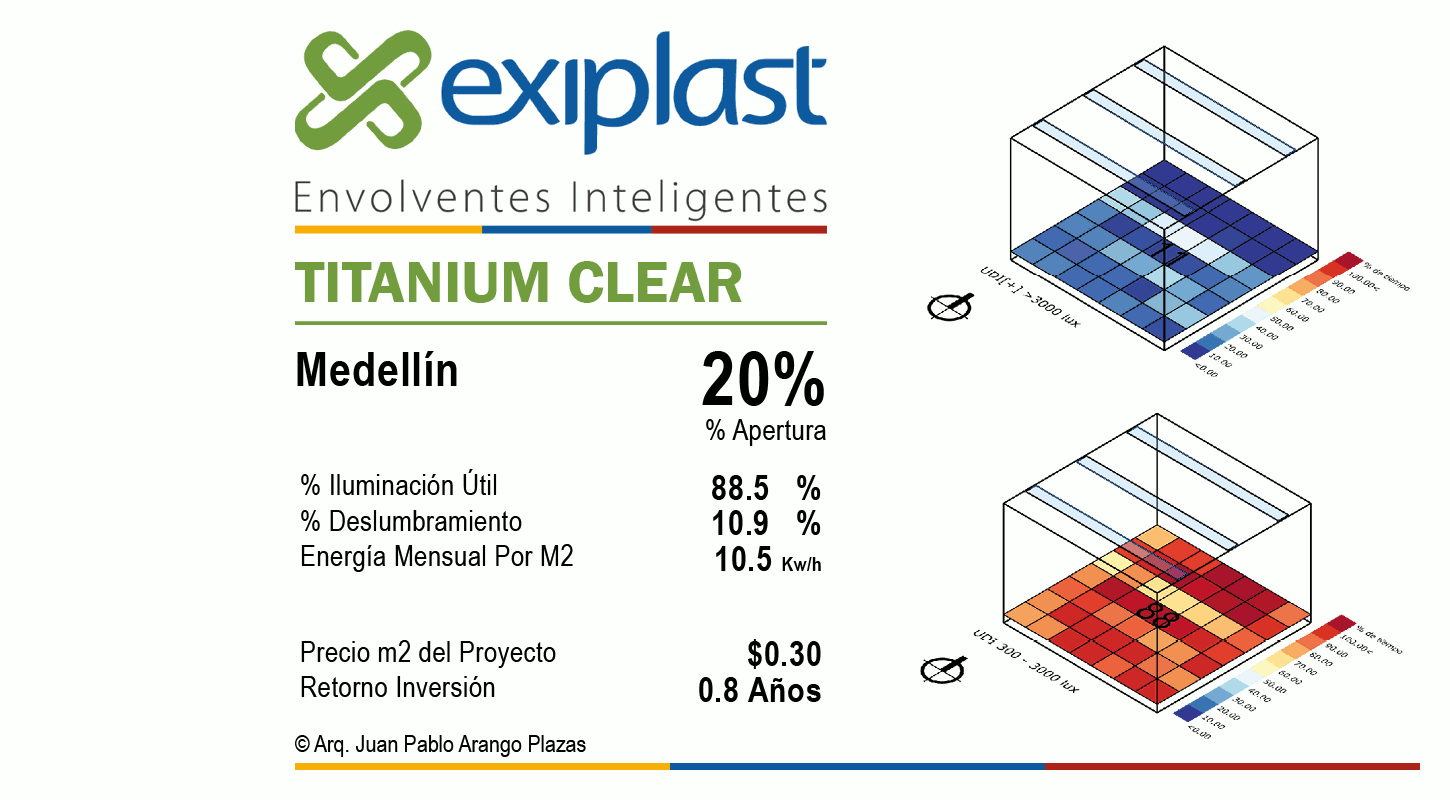 exiplast
Envolventes Inteligentes
TITANIUM CLEAR
Medellín
20%
% Apertura
% Iluminación Útil 88.5 %
% Deslumbramiento 10.9 %
Energía Mensual Por M2 10.5 Kw/h
Precio m2 del Proyecto $0.30
Retorno Inversión 0.8 Años
© Arq. Juan Pablo Arango Plazas
11
UDI[+] >3000 lux
% de tiempo
100.00<
90.00
80.00
70.00
60.00
50.00
40.00
30.00
20.00
10.00
<0.00
88
UDI 300 - 3000 lux
% de tiempo
100.00<
90.00
80.00
70.00
60.00
50.00
40.00
30.00
20.00
10.00
<0.00